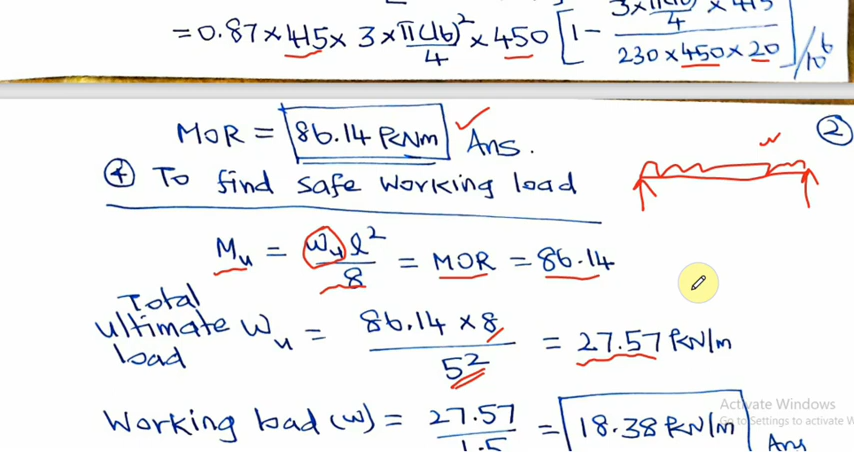 3×π(16)² × 415
= 0.87 × 415 × 3 × π(16)²/4 × 450 [1 - 4 / 230 × 450 × 20] /10⁶
②
MOR = 86.14 KNm ✓ Ans.
④ To find safe working load
w
Mu = wu l²/8 = MOR = 86.14
Total
ultimate wu = 86.14 × 8 / 5² = 27.57 KN/m
load
Working load (w) = 27.57 / 1.5 = 18.38 KN/m Ans
Activate Windows
Go to Settings to activate W